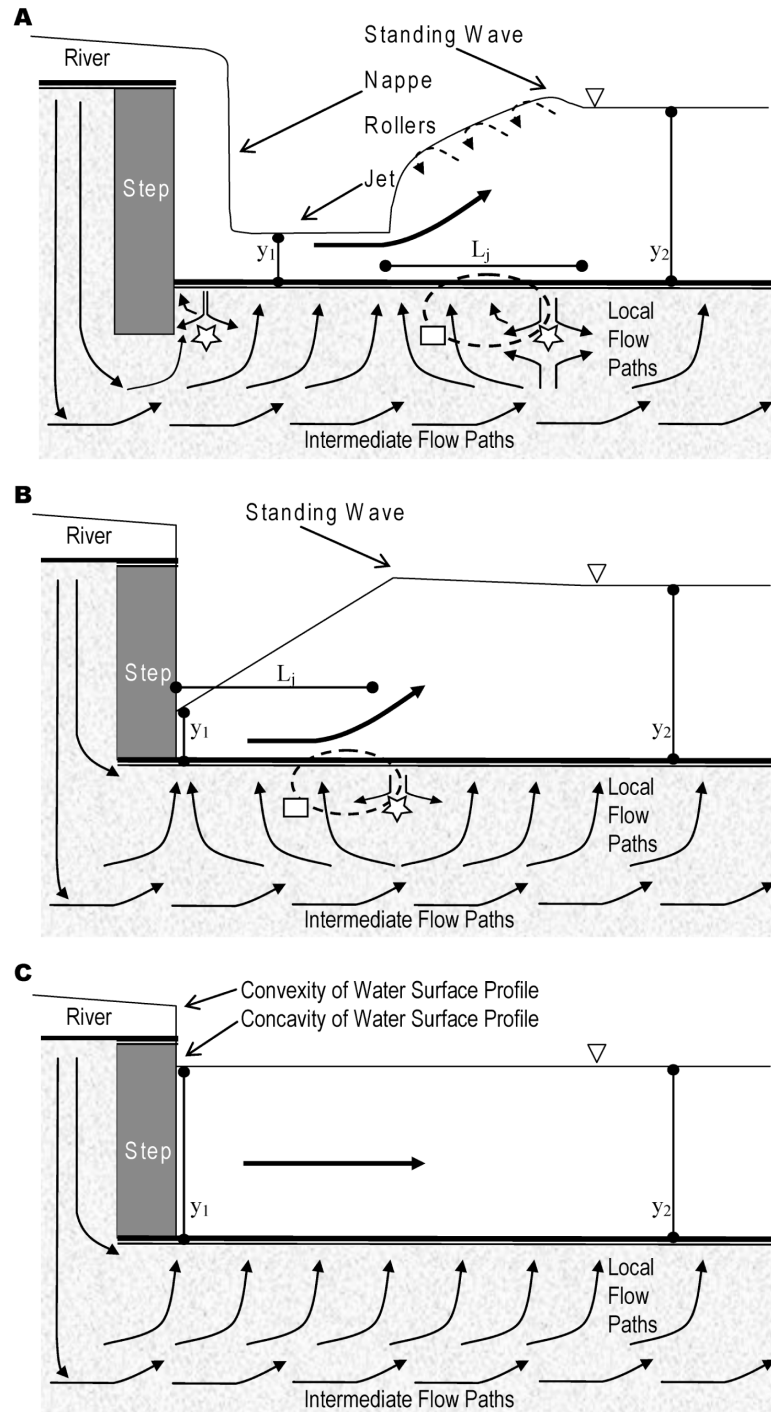 A
Standing Wave
River
Nappe
Rollers
Step
Jet
y1
Lj
y2
Local
Flow
Paths
Intermediate Flow Paths
B
Standing Wave
River
Step
Lj
y1
y2
Local
Flow
Paths
Intermediate Flow Paths
C
Convexity of Water Surface Profile
River
Concavity of Water Surface Profile
Step
y1
y2
Local
Flow
Paths
Intermediate Flow Paths